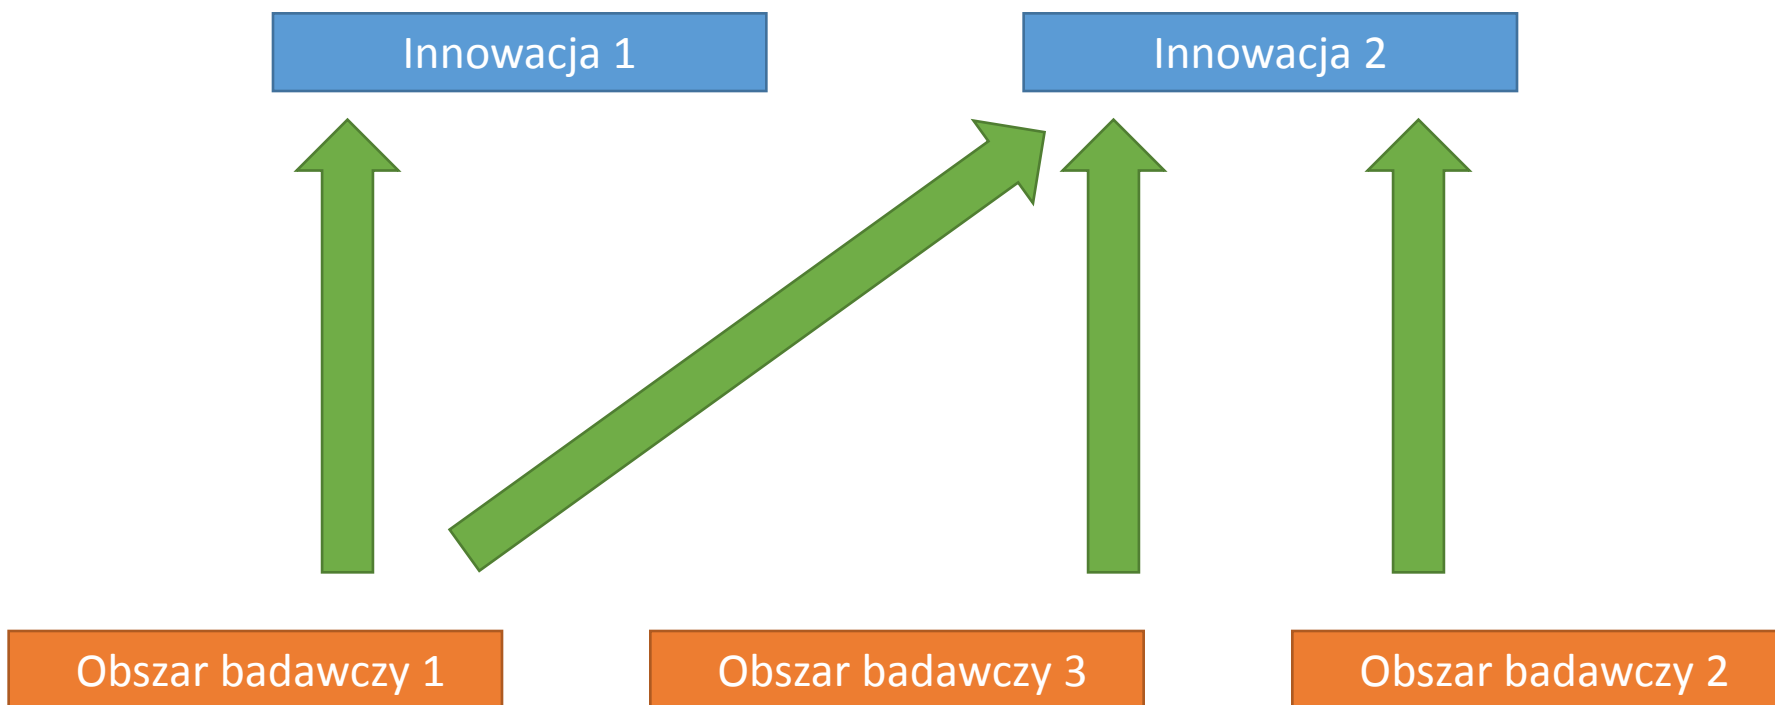 Innowacja 1
Innowacja 2
Obszar badawczy 1
Obszar badawczy 3
Obszar badawczy 2